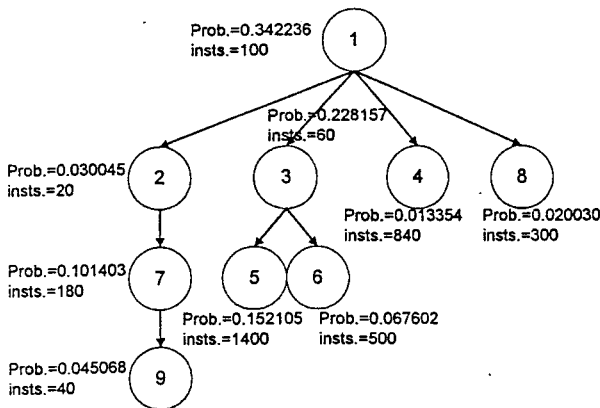 Prob.=0.342236
insts.=100
1
Prob.=0.228157
insts.=60
Prob.=0.030045
insts.=20
2
3
4
8
Prob.=0.013354
insts.=840
Prob.=0.020030
insts.=300
Prob.=0.101403
insts.=180
7
5
6
Prob.=0.152105
insts.=1400
Prob.=0.067602
insts.=500
Prob.=0.045068
insts.=40
9